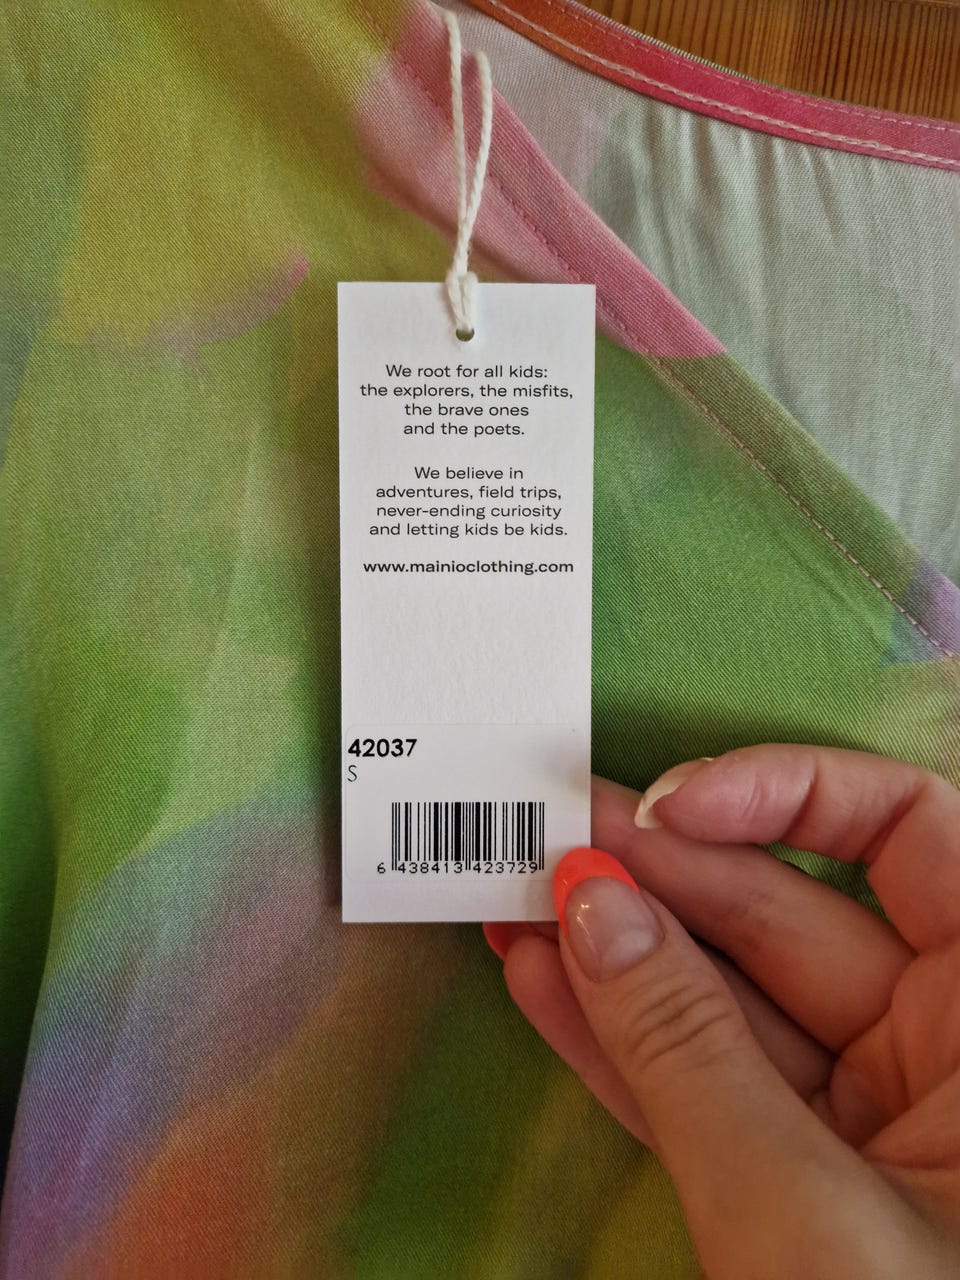 We root for all kids:
the explorers, the misfits,
the brave ones
and the poets.
We believe in
adventures, field trips,
never-ending curiosity
and letting kids be kids.
www.mainioclothing.com
42037
S
6 438413 423729